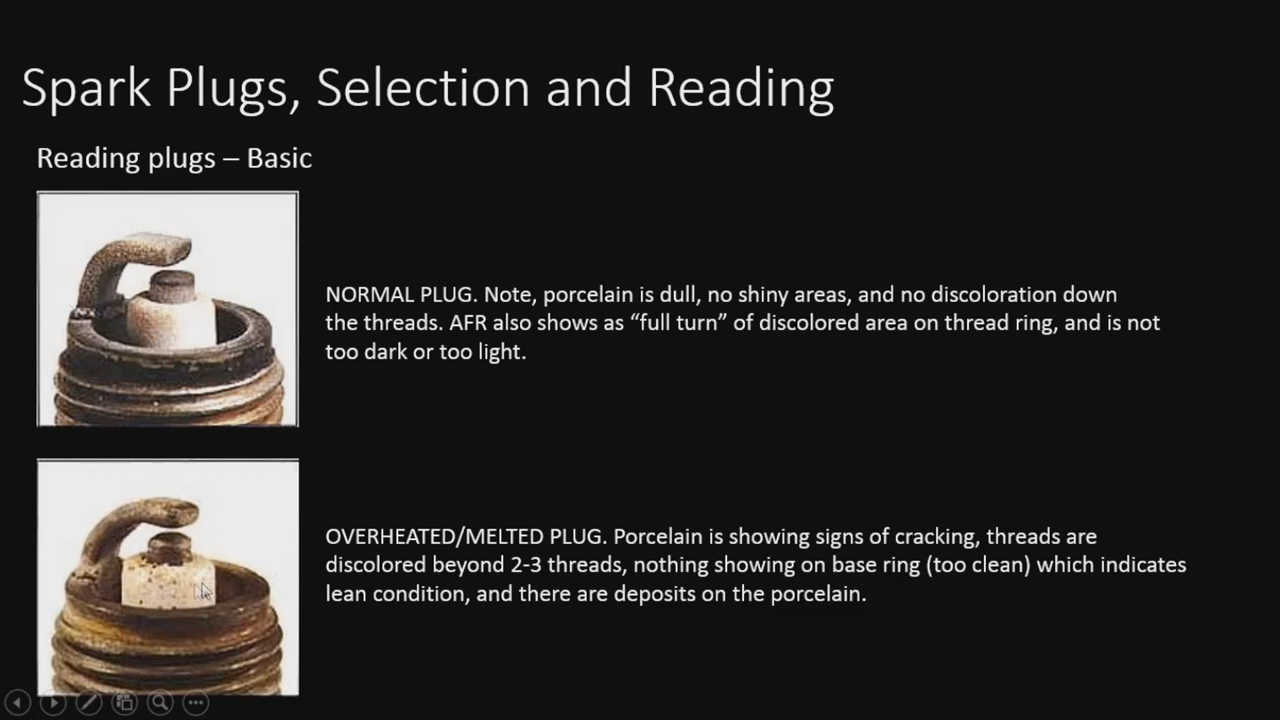 Spark Plugs, Selection and Reading
Reading plugs – Basic
NORMAL PLUG. Note, porcelain is dull, no shiny areas, and no discoloration down
the threads. AFR also shows as “full turn” of discolored area on thread ring, and is not
too dark or too light.
OVERHEATED/MELTED PLUG. Porcelain is showing signs of cracking, threads are
discolored beyond 2-3 threads, nothing showing on base ring (too clean) which indicates
lean condition, and there are deposits on the porcelain.